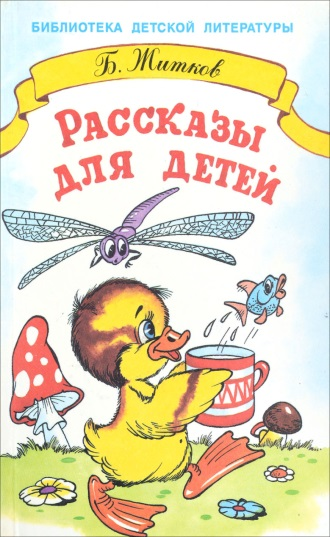 БИБЛИОТЕКА ДЕТСКОЙ ЛИТЕРАТУРЫ
Б. Житков
РАССКАЗЫ
ДЛЯ ДЕТЕЙ